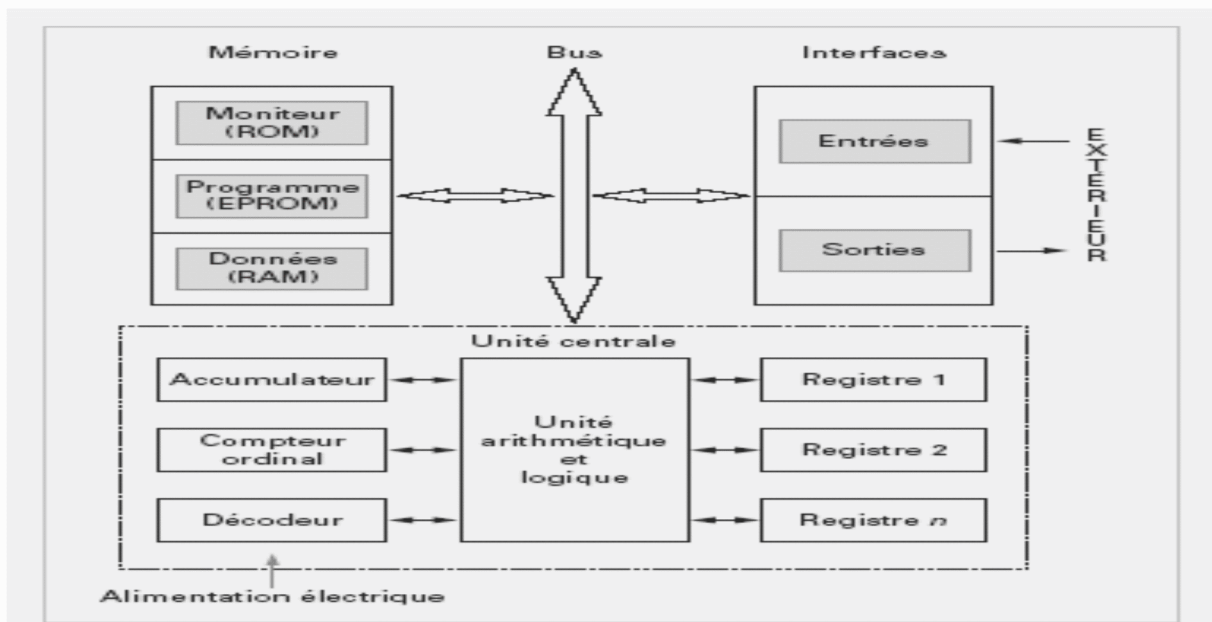 Mémoire
Bus
Interfaces
Moniteur
(ROM)
Programme
(EPROM)
Données
(RAM)
Entrées
Sorties
EXTERIEUR
Unité centrale
Accumulateur
Compteur
ordinal
Décodeur
Unité
arithmétique
et
logique
Registre 1
Registre 2
Registre n
Alimentation électrique